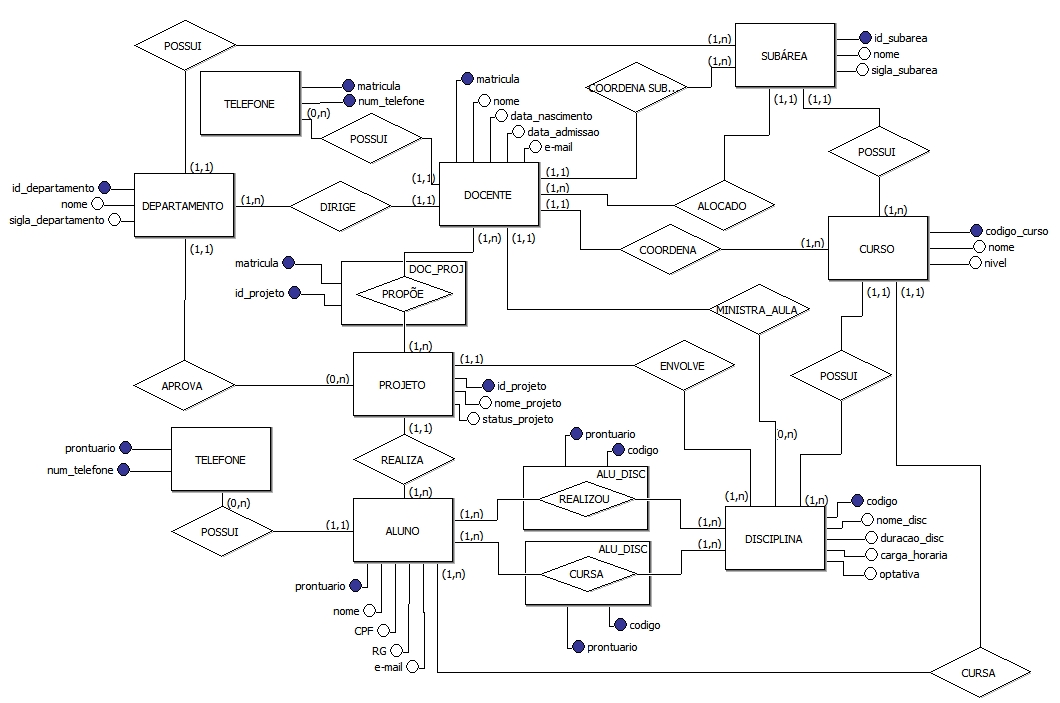 POSSUI
(1,n)
SUBÁREA
id_subarea
nome
sigla_subarea
(1,n)
COORDENA SUB...
TELEFONE
matricula
num_telefone
(0,n)
POSSUI
matricula
nome
data_nascimento
data_admissao
e-mail
(1,1)
(1,1)
POSSUI
(1,1)
(1,1)
(1,1)
id_departamento
nome
sigla_departamento
DEPARTAMENTO
(1,n)
DIRIGE
(1,1)
DOCENTE
(1,n)
(1,1)
ALOCADO
(1,n)
CURSO
codigo_curso
nome
nivel
(1,1)
(1,n)
(1,1)
COORDENA
(1,n)
matricula
id_projeto
DOC_PROJ
PROPÕE
MINISTRA_AULA
(1,1)
(1,1)
(1,n)
(1,1)
ENVOLVE
POSSUI
APROVA
(0,n)
PROJETO
id_projeto
nome_projeto
status_projeto
(1,1)
prontuario
num_telefone
TELEFONE
REALIZA
prontuario
codigo
0,n)
(0,n)
POSSUI
(1,n)
ALU_DISC
REALIZOU
(1,n)
(1,n)
codigo
nome_disc
duracao_disc
carga_horaria
optativa
(1,1)
ALUNO
(1,n)
(1,n)
(1,n)
(1,n)
DISCIPLINA
ALU_DISC
CURSA
(1,n)
prontuario
nome
CPF
RG
e-mail
codigo
prontuario
CURSA